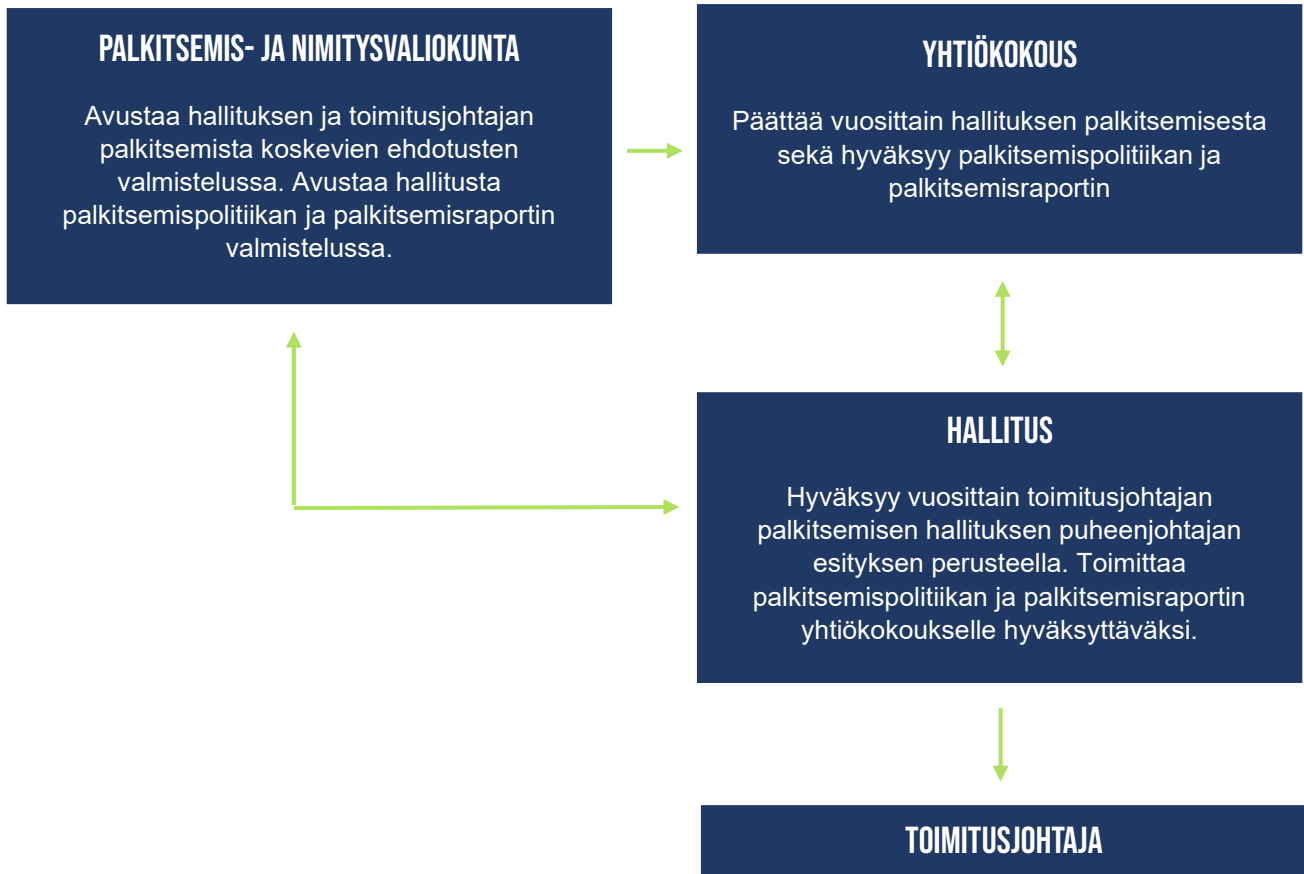 PALKITSEMIS- JA NIMITYSVALIOKUNTA
Avustaa hallituksen ja toimitusjohtajan
palkitsemista koskevien ehdotusten
valmistelussa. Avustaa hallitusta
palkitsemispolitiikan ja palkitsemisraportin
valmistelussa.
YHTIÖKOKOUS
Päättää vuosittain hallituksen palkitsemisesta
sekä hyväksyy palkitsemispolitiikan ja
palkitsemisraportin
HALLITUS
Hyväksyy vuosittain toimitusjohtajan
palkitsemisen hallituksen puheenjohtajan
esityksen perusteella. Toimittaa
palkitsemispolitiikan ja palkitsemisraportin
yhtiökokoukselle hyväksyttäväksi.
TOIMITUSJOHTAJA